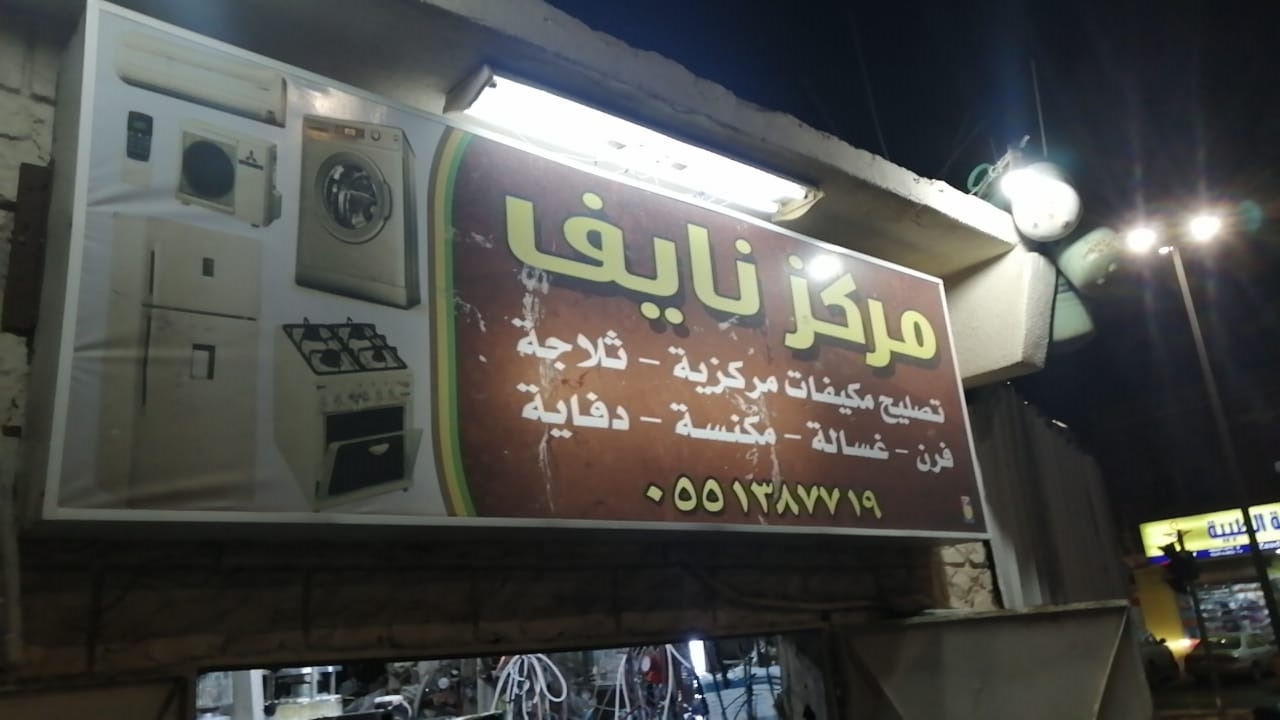 مركز نايف
تصليح مكيفات مركزية - ثلاجة
فرن - غسالة - مكنسة - دفاية
٠٥٥١٣٨٧٧١٩